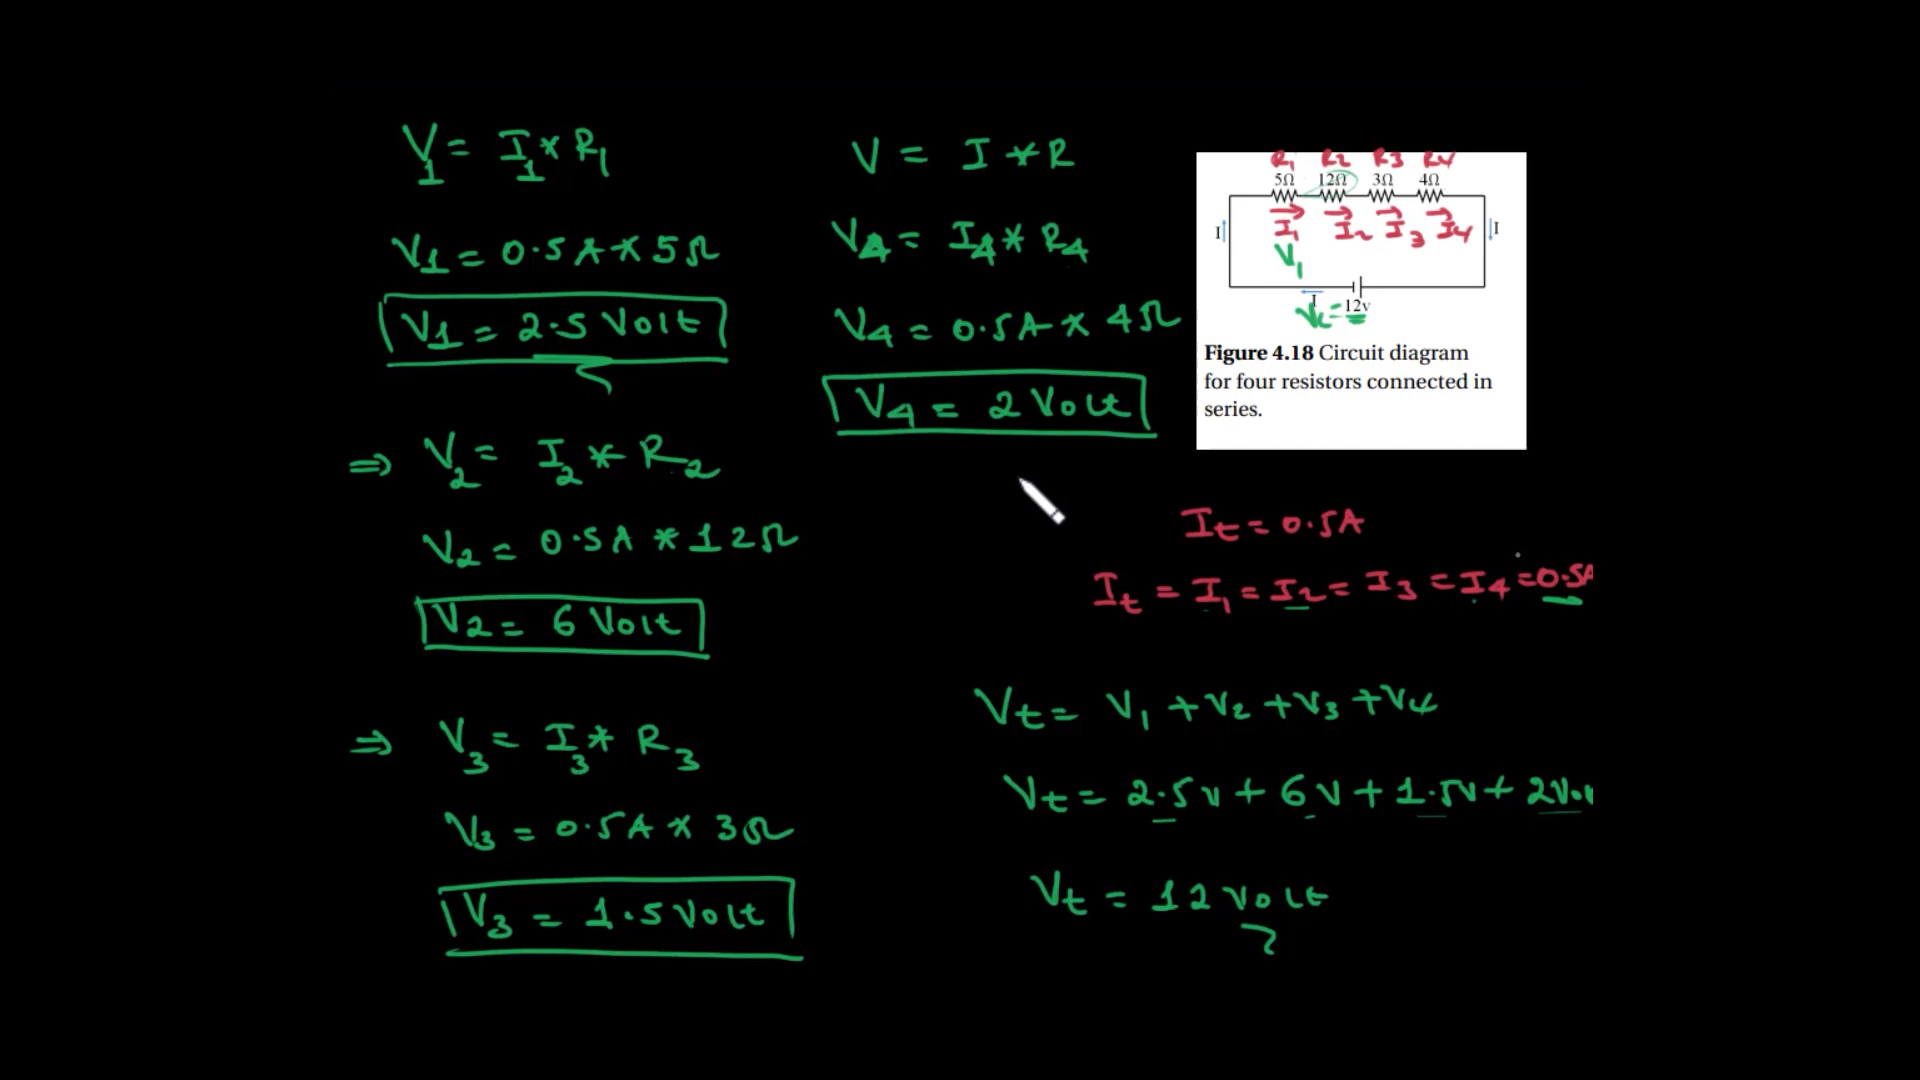 V1 = I1 * R1
V1 = 0.5A * 5Ω
V1 = 2.5 Volt
⇒ V2 = I2 * R2
V2 = 0.5A * 12Ω
V2 = 6 Volt
⇒ V3 = I3 * R3
V3 = 0.5A * 3Ω
V3 = 1.5 Volt
V = I * R
V4 = I4 * R4
V4 = 0.5A * 4Ω
V4 = 2 Volt
R1 R2 R3 R4
5Ω 12Ω 3Ω 4Ω
I I1 I2 I3 I4 I
V1
I
Vt = 12v
Figure 4.18 Circuit diagram
for four resistors connected in
series.
It = 0.5A
It = I1 = I2 = I3 = I4 = 0.5A
Vt = V1 + V2 + V3 + V4
Vt = 2.5V + 6V + 1.5V + 2Vo
Vt = 12 Volt